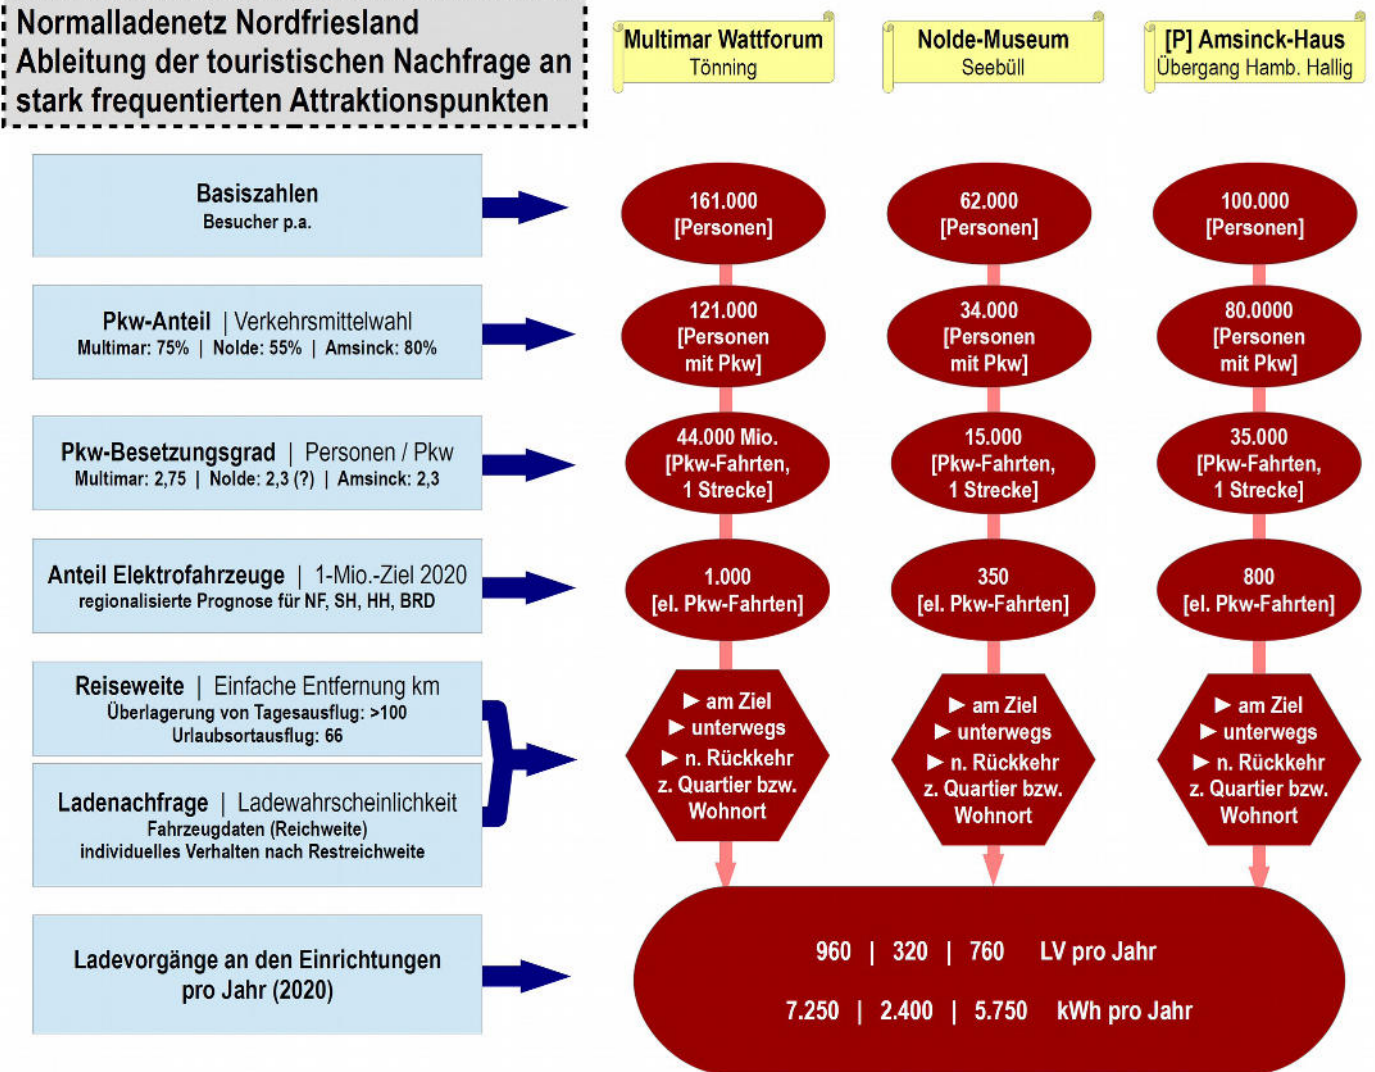 Normalladenetz Nordfriesland
Ableitung der touristischen Nachfrage an
stark frequentierten Attraktionspunkten
Multimar Wattforum
Tönning
Nolde-Museum
Seebüll
[P] Amsinck-Haus
Übergang Hamb. Hallig
Basiszahlen
Besucher p.a.
161.000
[Personen]
62.000
[Personen]
100.000
[Personen]
Pkw-Anteil | Verkehrsmittelwahl
Multimar: 75% | Nolde: 55% | Amsinck: 80%
121.000
[Personen
mit Pkw]
34.000
[Personen
mit Pkw]
80.0000
[Personen
mit Pkw]
Pkw-Besetzungsgrad | Personen / Pkw
Multimar: 2,75 | Nolde: 2,3 (?) | Amsinck: 2,3
44.000 Mio.
[Pkw-Fahrten,
1 Strecke]
15.000
[Pkw-Fahrten,
1 Strecke]
35.000
[Pkw-Fahrten,
1 Strecke]
Anteil Elektrofahrzeuge | 1-Mio.-Ziel 2020
regionalisierte Prognose für NF, SH, HH, BRD
1.000
[el. Pkw-Fahrten]
350
[el. Pkw-Fahrten]
800
[el. Pkw-Fahrten]
Reiseweite | Einfache Entfernung km
Überlagerung von Tagesausflug: >100
Urlaubsortausflug: 66
Ladenachfrage | Ladewahrscheinlichkeit
Fahrzeugdaten (Reichweite)
individuelles Verhalten nach Restreichweite
► am Ziel
► unterwegs
► n. Rückkehr
z. Quartier bzw.
Wohnort
► am Ziel
► unterwegs
► n. Rückkehr
z. Quartier bzw.
Wohnort
► am Ziel
► unterwegs
► n. Rückkehr
z. Quartier bzw.
Wohnort
Ladevorgänge an den Einrichtungen
pro Jahr (2020)
960 | 320 | 760 LV pro Jahr
7.250 | 2.400 | 5.750 kWh pro Jahr